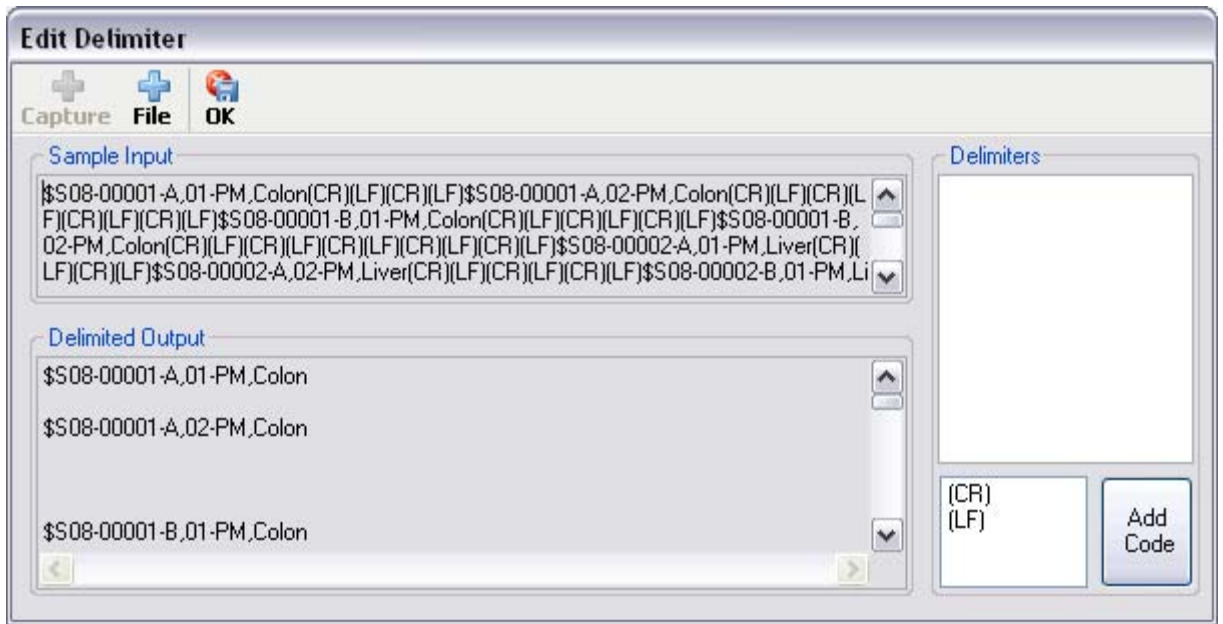 Edit Delimiter
Capture File OK
Sample Input
$S08-00001-A,01-PM,Colon(CR)(LF)(CR)(LF)$S08-00001-A,02-PM,Colon(CR)(LF)(CR)(L
F)(CR)(LF)(CR)(LF)$S08-00001-B,01-PM,Colon(CR)(LF)(CR)(LF)(CR)(LF)$S08-00001-B,
02-PM,Colon(CR)(LF)(CR)(LF)(CR)(LF)(CR)(LF)(CR)(LF)$S08-00002-A,01-PM,Liver(CR)(
LF)(CR)(LF)$S08-00002-A,02-PM,Liver(CR)(LF)(CR)(LF)(CR)(LF)$S08-00002-B,01-PM,Li
Delimited Output
$S08-00001-A,01-PM,Colon
$S08-00001-A,02-PM,Colon
$S08-00001-B,01-PM,Colon
Delimiters
(CR)
(LF)
Add
Code